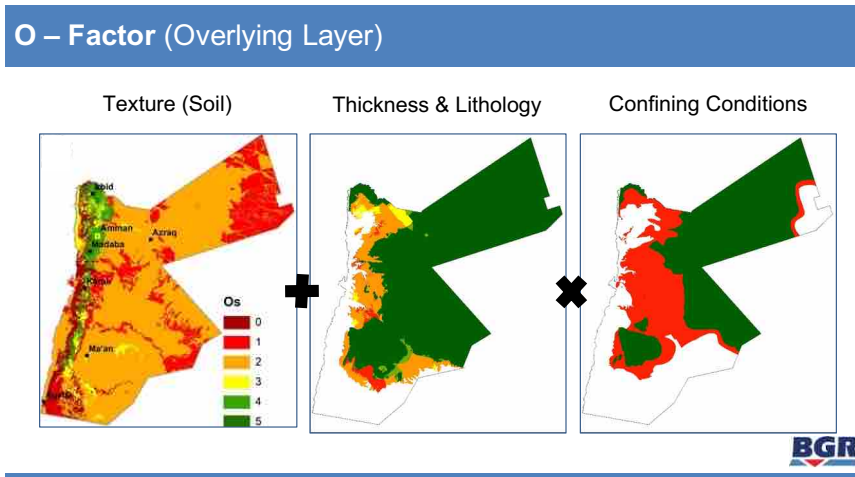 O – Factor (Overlying Layer)
Texture (Soil)
Thickness & Lithology
Confining Conditions
Irbid
Amman
Azraq
Madaba
Karak
Ma'an
Os
0
1
2
3
4
5
BGR